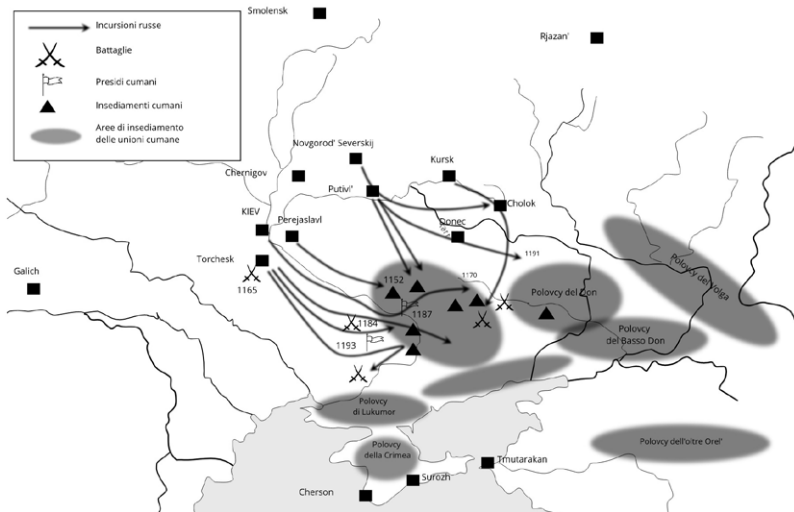 Incursioni russe
Battaglie
Presidi cumani
Insediamenti cumani
Aree di insediamento
delle unioni cumane
Smolensk
Rjazan'
Novgorod' Severskij
Kursk
Chernigov
Putivl'
Cholok
KIEV
Perejaslavl
Donec
Torchesk
1191
Galich
1165
1152
1170
Polovcy del Don
Polovcy del Volga
1187
1184
Polovcy
del Basso Don
1193
Polovcy
di Lukumor
Polovcy
della Crimea
Polovcy dell'oltre Orel'
Tmutarakan
Surozh
Cherson